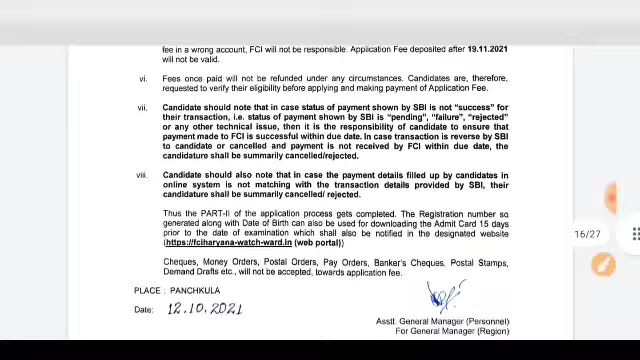 fee in a wrong account, FCI will not be responsible. Application Fee deposited after 19.11.2021
will not be valid.
vi. Fees once paid will not be refunded under any circumstances. Candidates are, therefore,
requested to verify their eligibility before applying and making payment of Application Fee.
vii. Candidate should note that in case status of payment shown by SBI is not “success” for
their transaction, i.e. status of payment shown by SBI is “pending”, “failure”, “rejected”
or any other technical issue, then it is the responsibility of candidate to ensure that
payment made to FCI is successful within due date. In case transaction is reverse by SBI
to candidate or cancelled and payment is not received by FCI within due date, the
candidature shall be summarily cancelled/rejected.
viii. Candidate should also note that in case the payment details filled up by candidates in
online system is not matching with the transaction details provided by SBI, their
candidature shall be summarily cancelled/ rejected.
Thus the PART-II of the application process gets completed. The Registration number so
generated along with Date of Birth can also be used for downloading the Admit Card 15 days
prior to the date of examination which shall also be notified in the designated website
(https://fciharyana-watch-ward.in (web portal))
16/27
Cheques, Money Orders, Postal Orders, Pay Orders, Banker's Cheques, Postal Stamps,
Demand Drafts etc., will not be accepted, towards application fee.
PLACE : PANCHKULA
Date: 12.10.2021
Asstt. General Manager (Personnel)
For General Manager (Region)